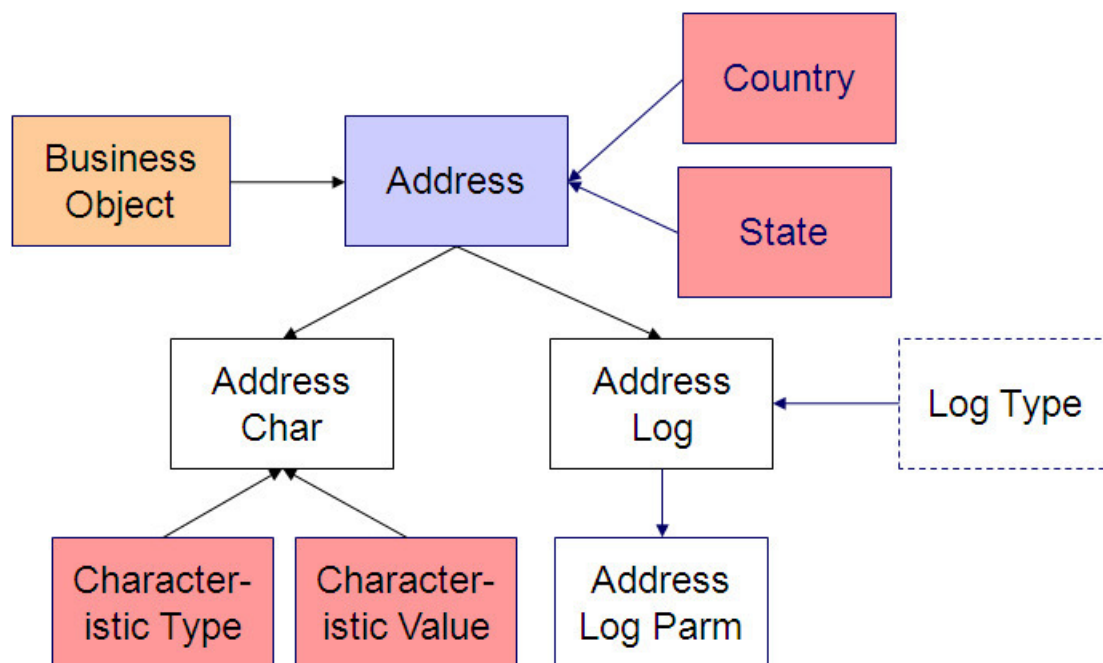 Country
Business
Object
Address
State
Address
Char
Address
Log
Log Type
Character-
istic Type
Character-
istic Value
Address
Log Parm